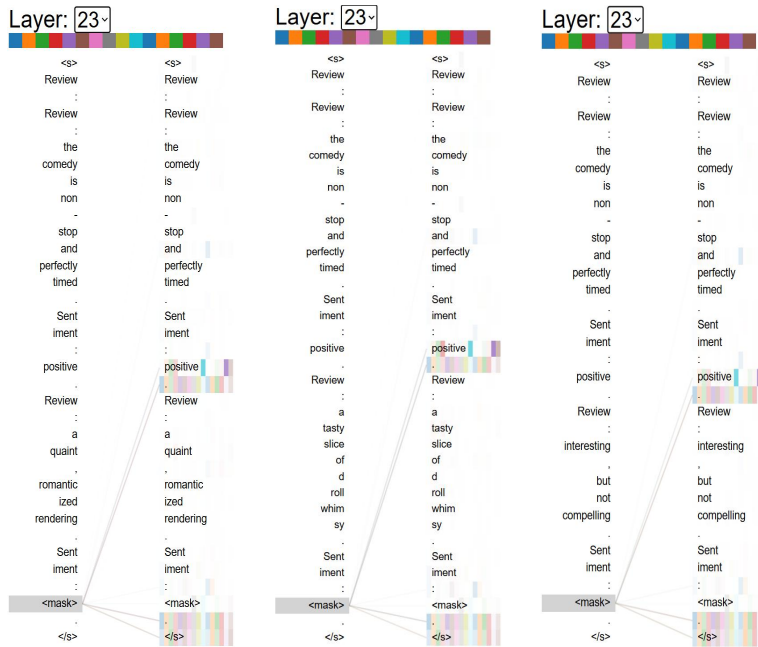 Layer: 23
<s> <s>
Review Review
: :
Review Review
: :
the the
comedy comedy
is is
non non
- -
stop stop
and and
perfectly perfectly
timed timed
. .
Sent Sent
iment iment
: :
positive positive
. .
Review Review
: :
a a
quaint quaint
, ,
romantic romantic
ized ized
rendering rendering
. .
Sent Sent
iment iment
: :
<mask> <mask>
. .
</s> </s>
Layer: 23
<s> <s>
Review Review
: :
Review Review
: :
the the
comedy comedy
is is
non non
- -
stop stop
and and
perfectly perfectly
timed timed
. .
Sent Sent
iment iment
: :
positive positive
. .
Review Review
: :
a a
tasty tasty
slice slice
of of
d d
roll roll
whim whim
sy sy
. .
Sent Sent
iment iment
: :
<mask> <mask>
. .
</s> </s>
Layer: 23
<s> <s>
Review Review
: :
Review Review
: :
the the
comedy comedy
is is
non non
- -
stop stop
and and
perfectly perfectly
timed timed
. .
Sent Sent
iment iment
: :
positive positive
. .
Review Review
: :
interesting interesting
, ,
but but
not not
compelling compelling
. .
Sent Sent
iment iment
: :
<mask> <mask>
. .
</s> </s>